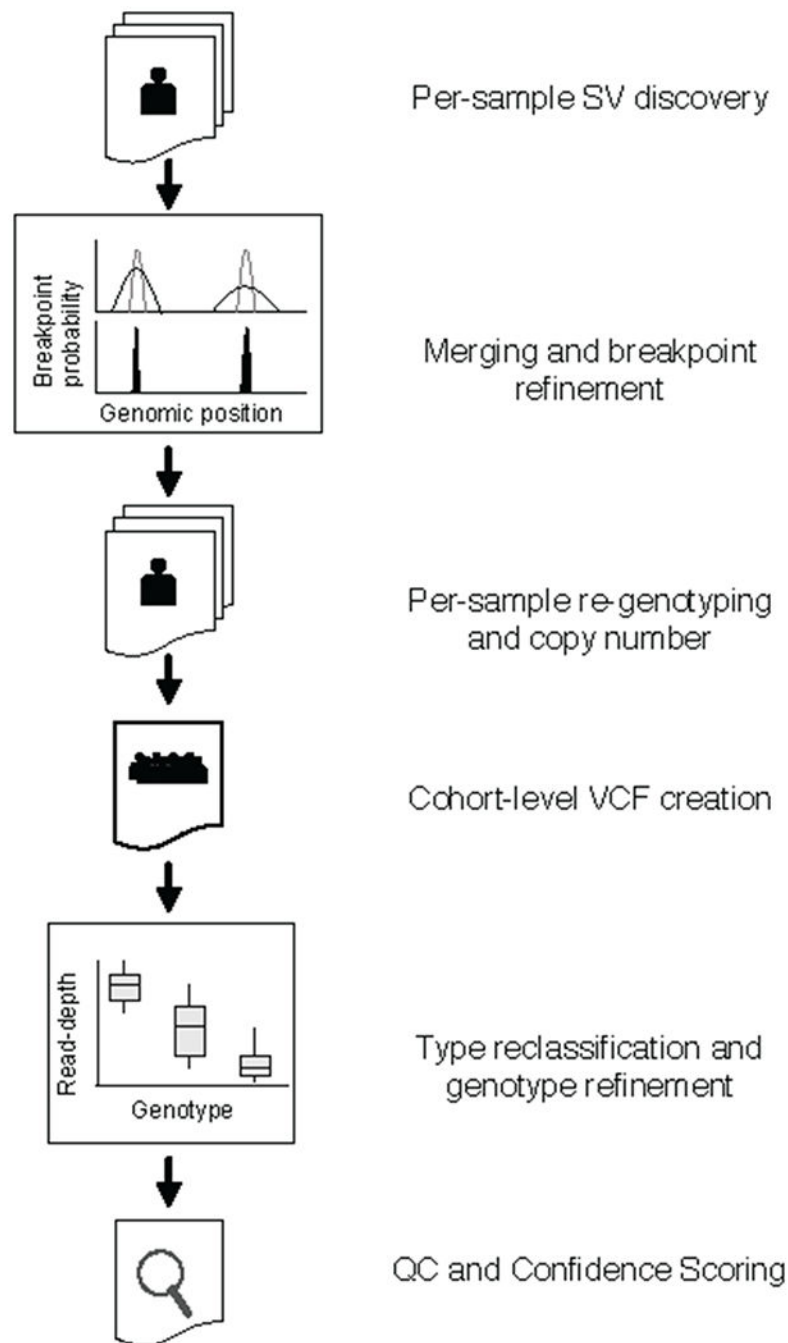 Per-sample SV discovery
Breakpoint
probability
Genomic position
Merging and breakpoint
refinement
Per-sample re-genotyping
and copy number
Cohort-level VCF creation
Read-depth
Genotype
Type reclassification and
genotype refinement
QC and Confidence Scoring